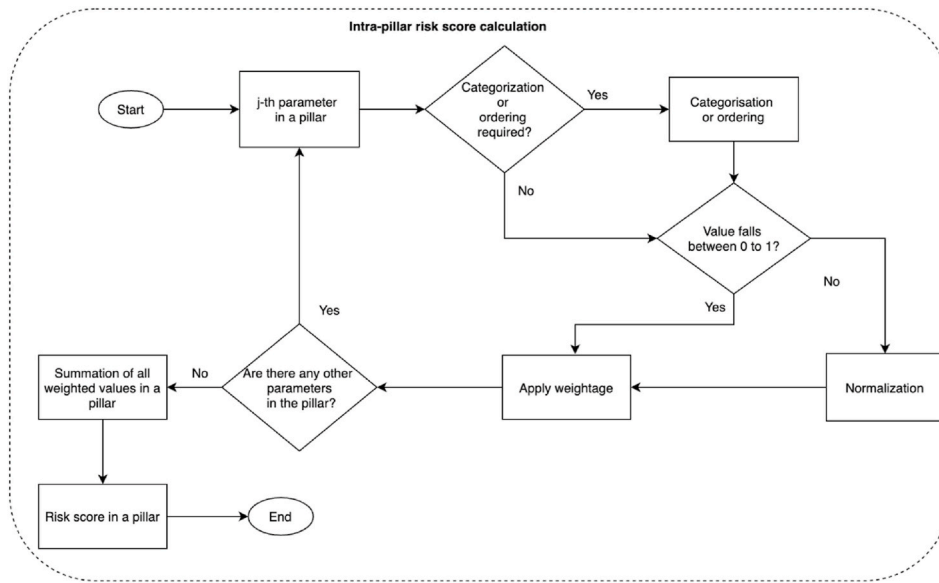 Intra-pillar risk score calculation
Start
j-th parameter
in a pillar
Categorization
or
ordering
required?
Yes
Categorisation
or ordering
No
Value falls
between 0 to 1?
No
Yes
Normalization
Apply weightage
Are there any other
parameters
in the pillar?
Yes
No
Summation of all
weighted values in a
pillar
Risk score in a pillar
End